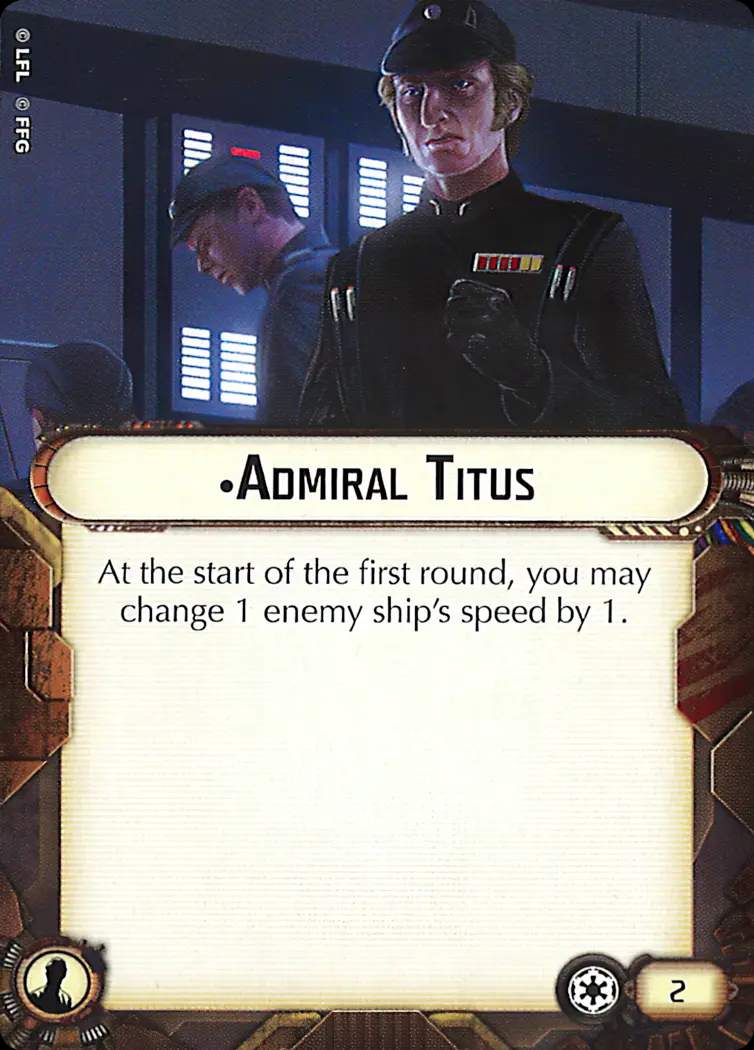 © LFL © FFG
•Admiral Titus
At the start of the first round, you may
change 1 enemy ship's speed by 1.
2